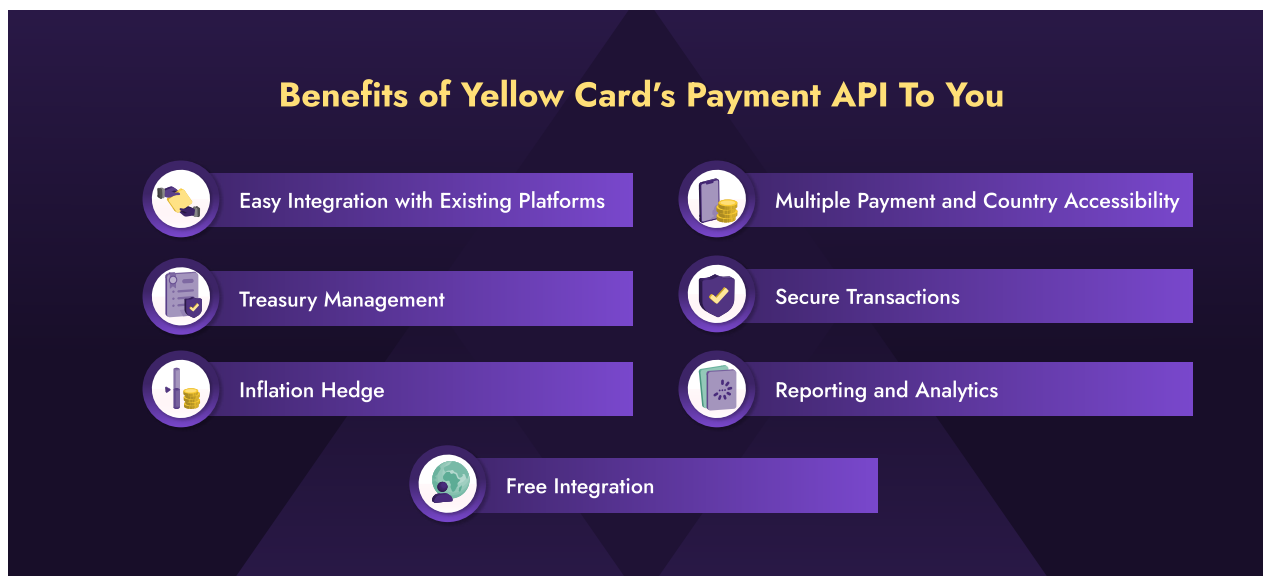 Benefits of Yellow Card’s Payment API To You
Easy Integration with Existing Platforms
Multiple Payment and Country Accessibility
Treasury Management
Secure Transactions
Inflation Hedge
Reporting and Analytics
Free Integration